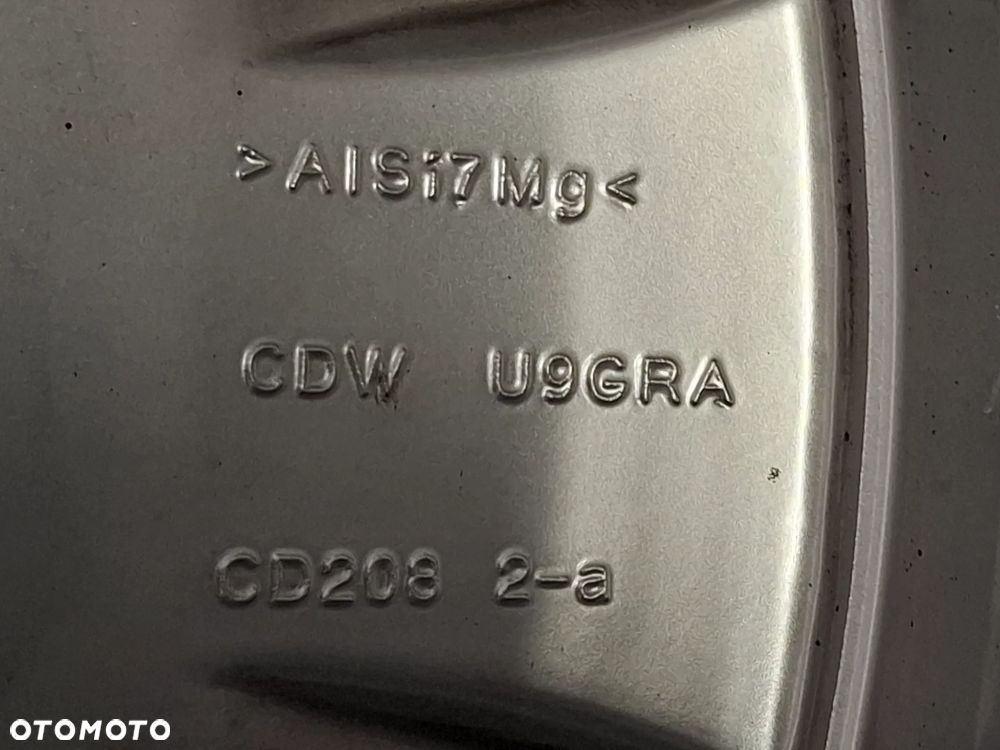 >AlSi7Mg<
CDW U9GRA
CD208 2-a
OTOMOTO